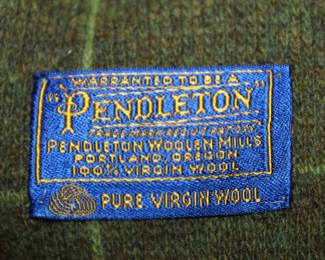 WARRANTED TO BE A
"PENDLETON"
TRADE MARK REG. U.S. PAT. OFF.
PENDLETON WOOLEN MILLS
PORTLAND, OREGON
100% VIRGIN WOOL
PURE VIRGIN WOOL